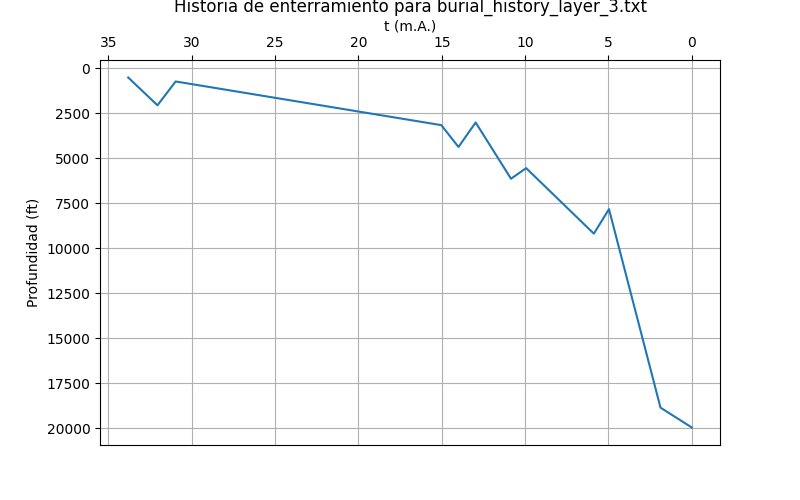 Historia de enterramiento para burial_history_layer_3.txt
t (m.A.)
35 30 25 20 15 10 5 0
Profundidad (ft)
0
2500
5000
7500
10000
12500
15000
17500
20000